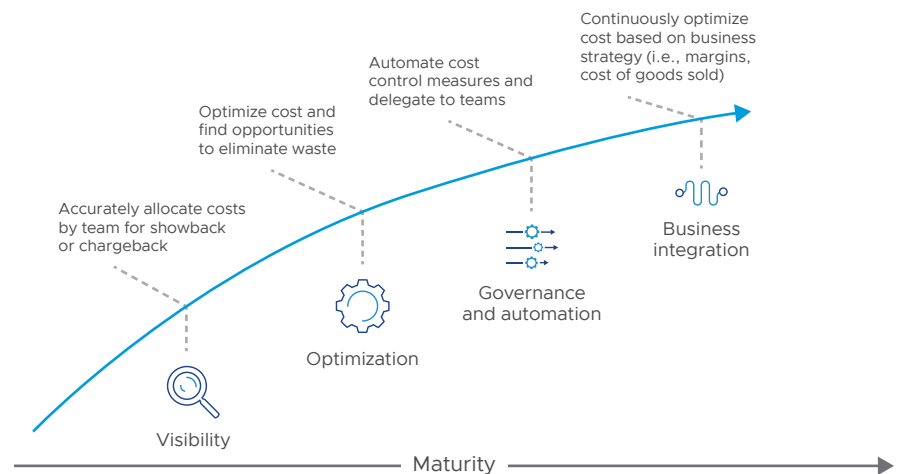 Accurately allocate costs
by team for showback
or chargeback
Visibility
Optimize cost and
find opportunities
to eliminate waste
Optimization
Automate cost
control measures and
delegate to teams
Governance
and automation
Continuously optimize
cost based on business
strategy (i.e., margins,
cost of goods sold)
Business
integration
Maturity